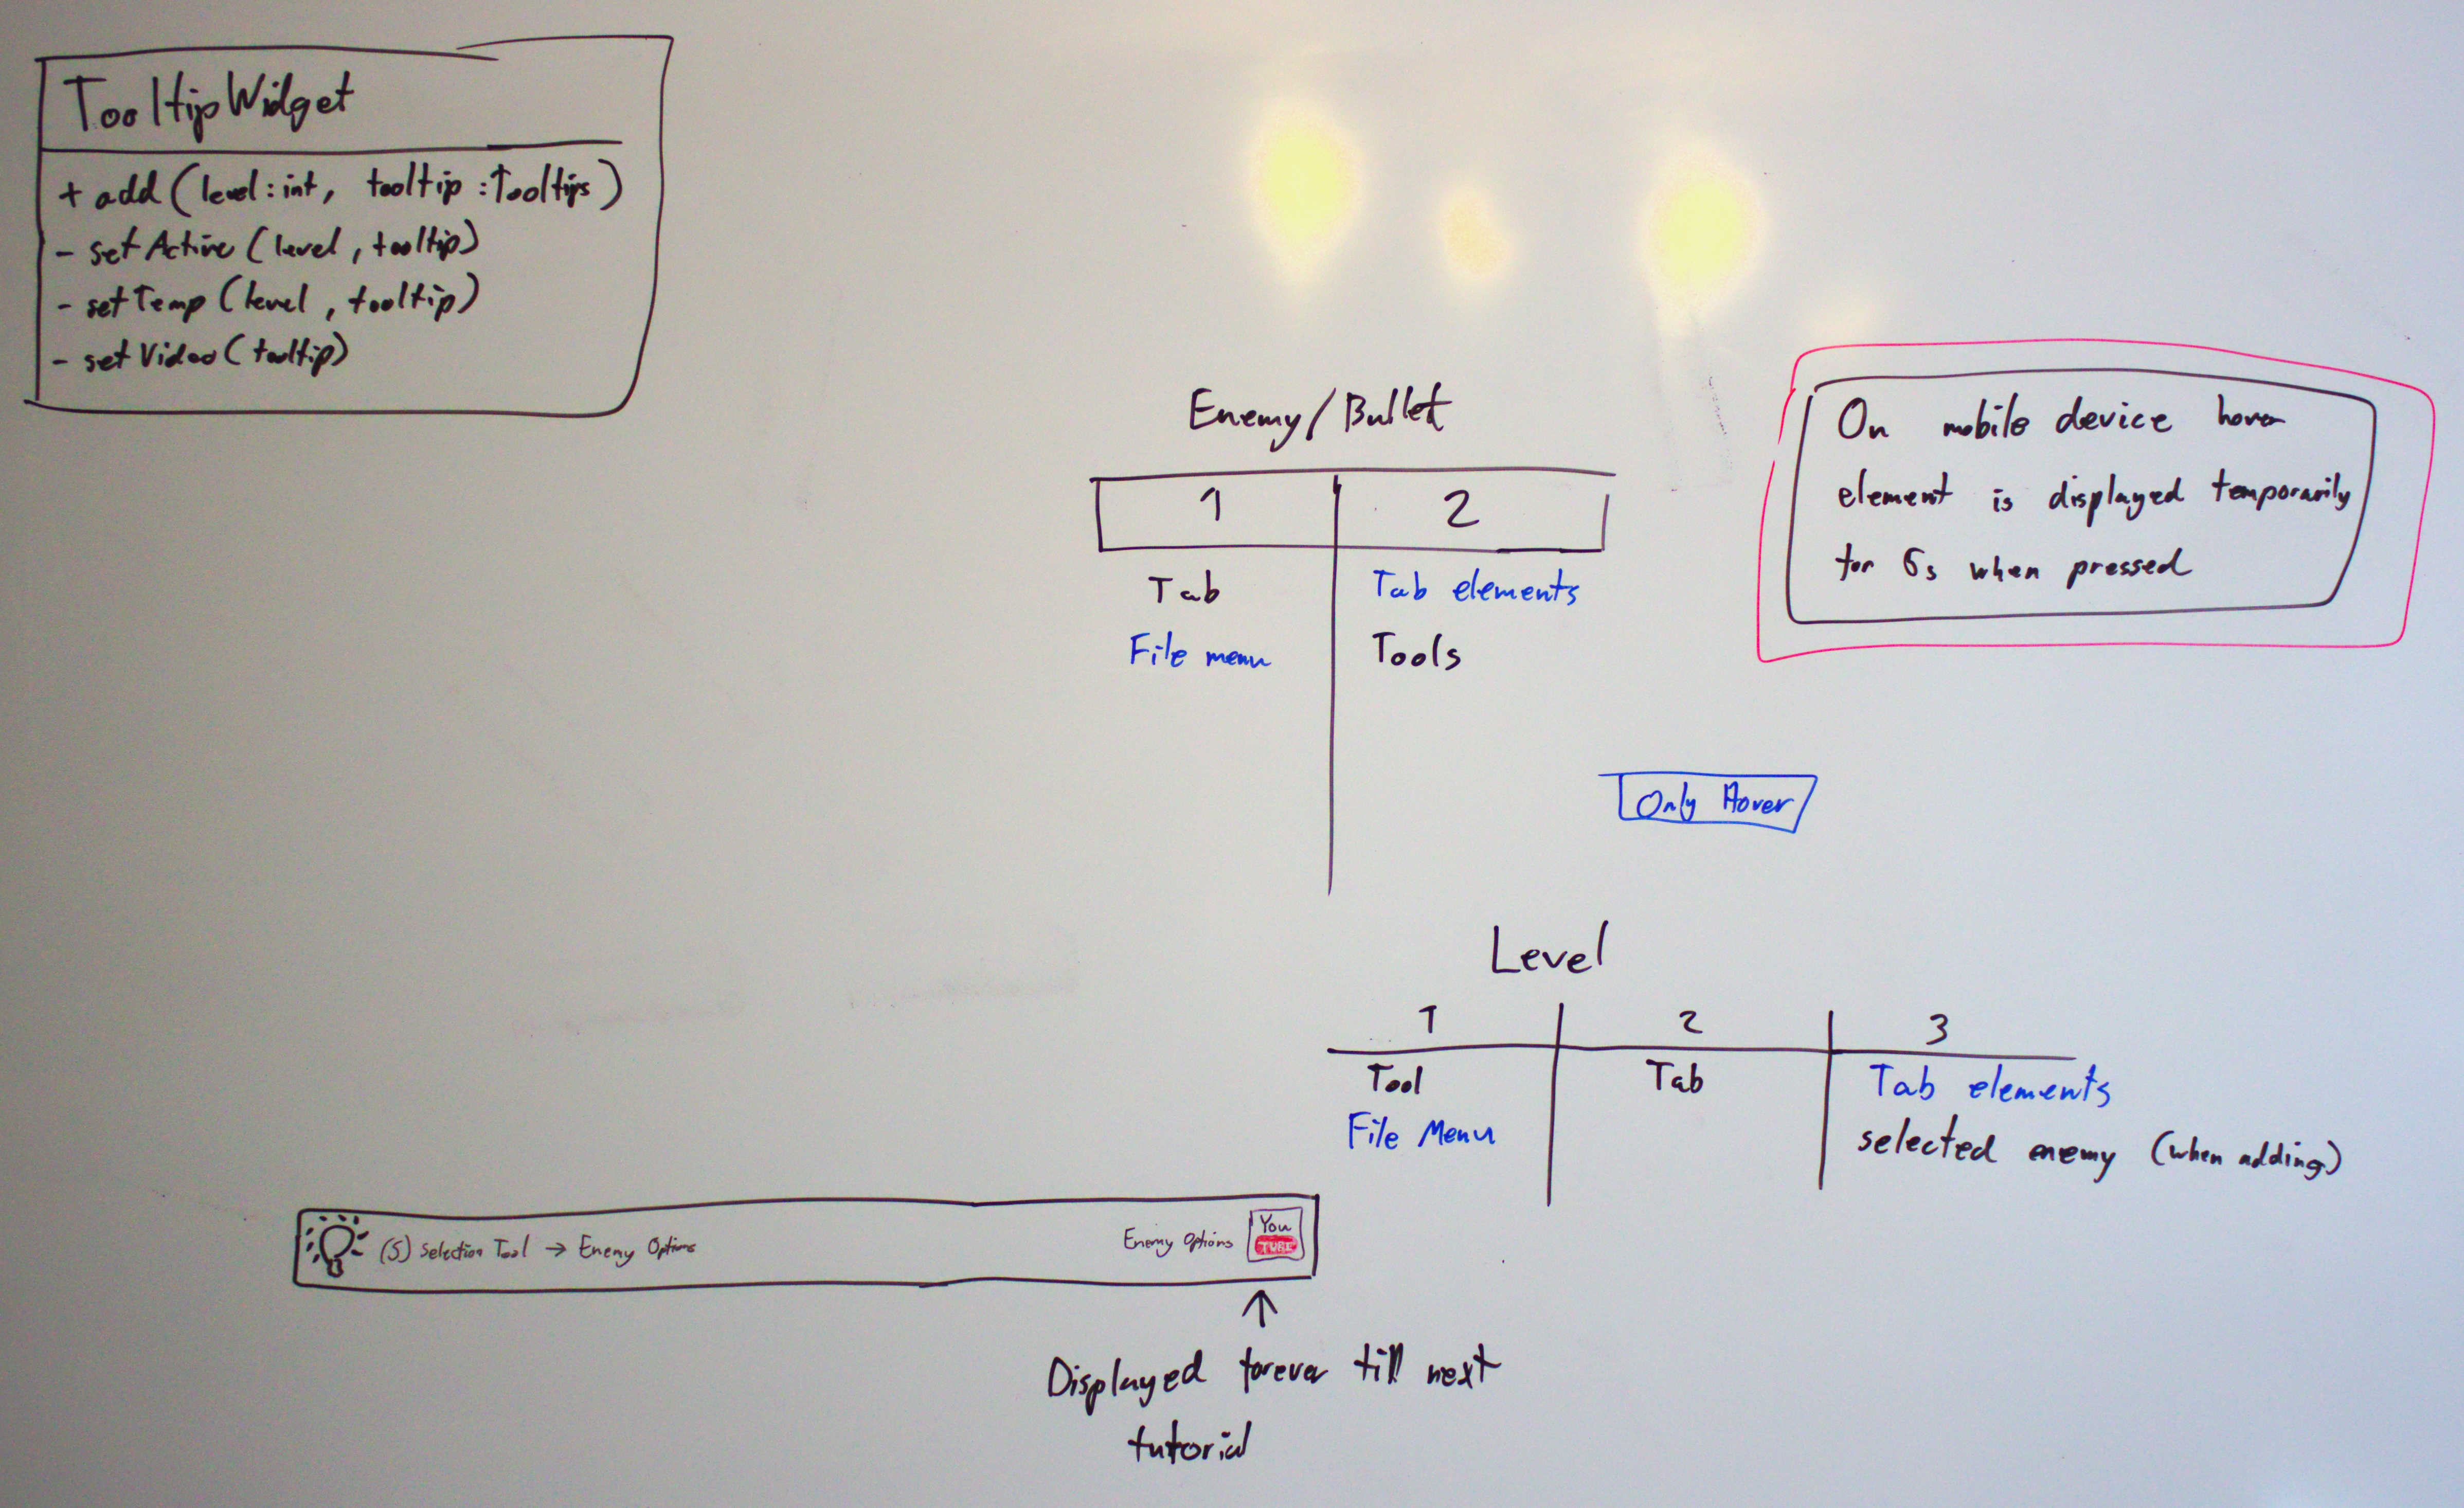 TooltipWidget
+ add (level: int, tooltip: Tooltips)
- setActive (level, tooltip)
- setTemp (level, tooltip)
- setVideo (tooltip)
Enemy/Bullet
1 2
Tab Tab elements
File menu Tools
On mobile device hover
element is displayed temporarily
for 6s when pressed
Only Hover
Level
1 2 3
Tool Tab Tab elements
File Menu selected enemy (when adding)
(S) Selection Tool → Enemy Options Enemy Options You
TUBE
Displayed forever till next
tutorial